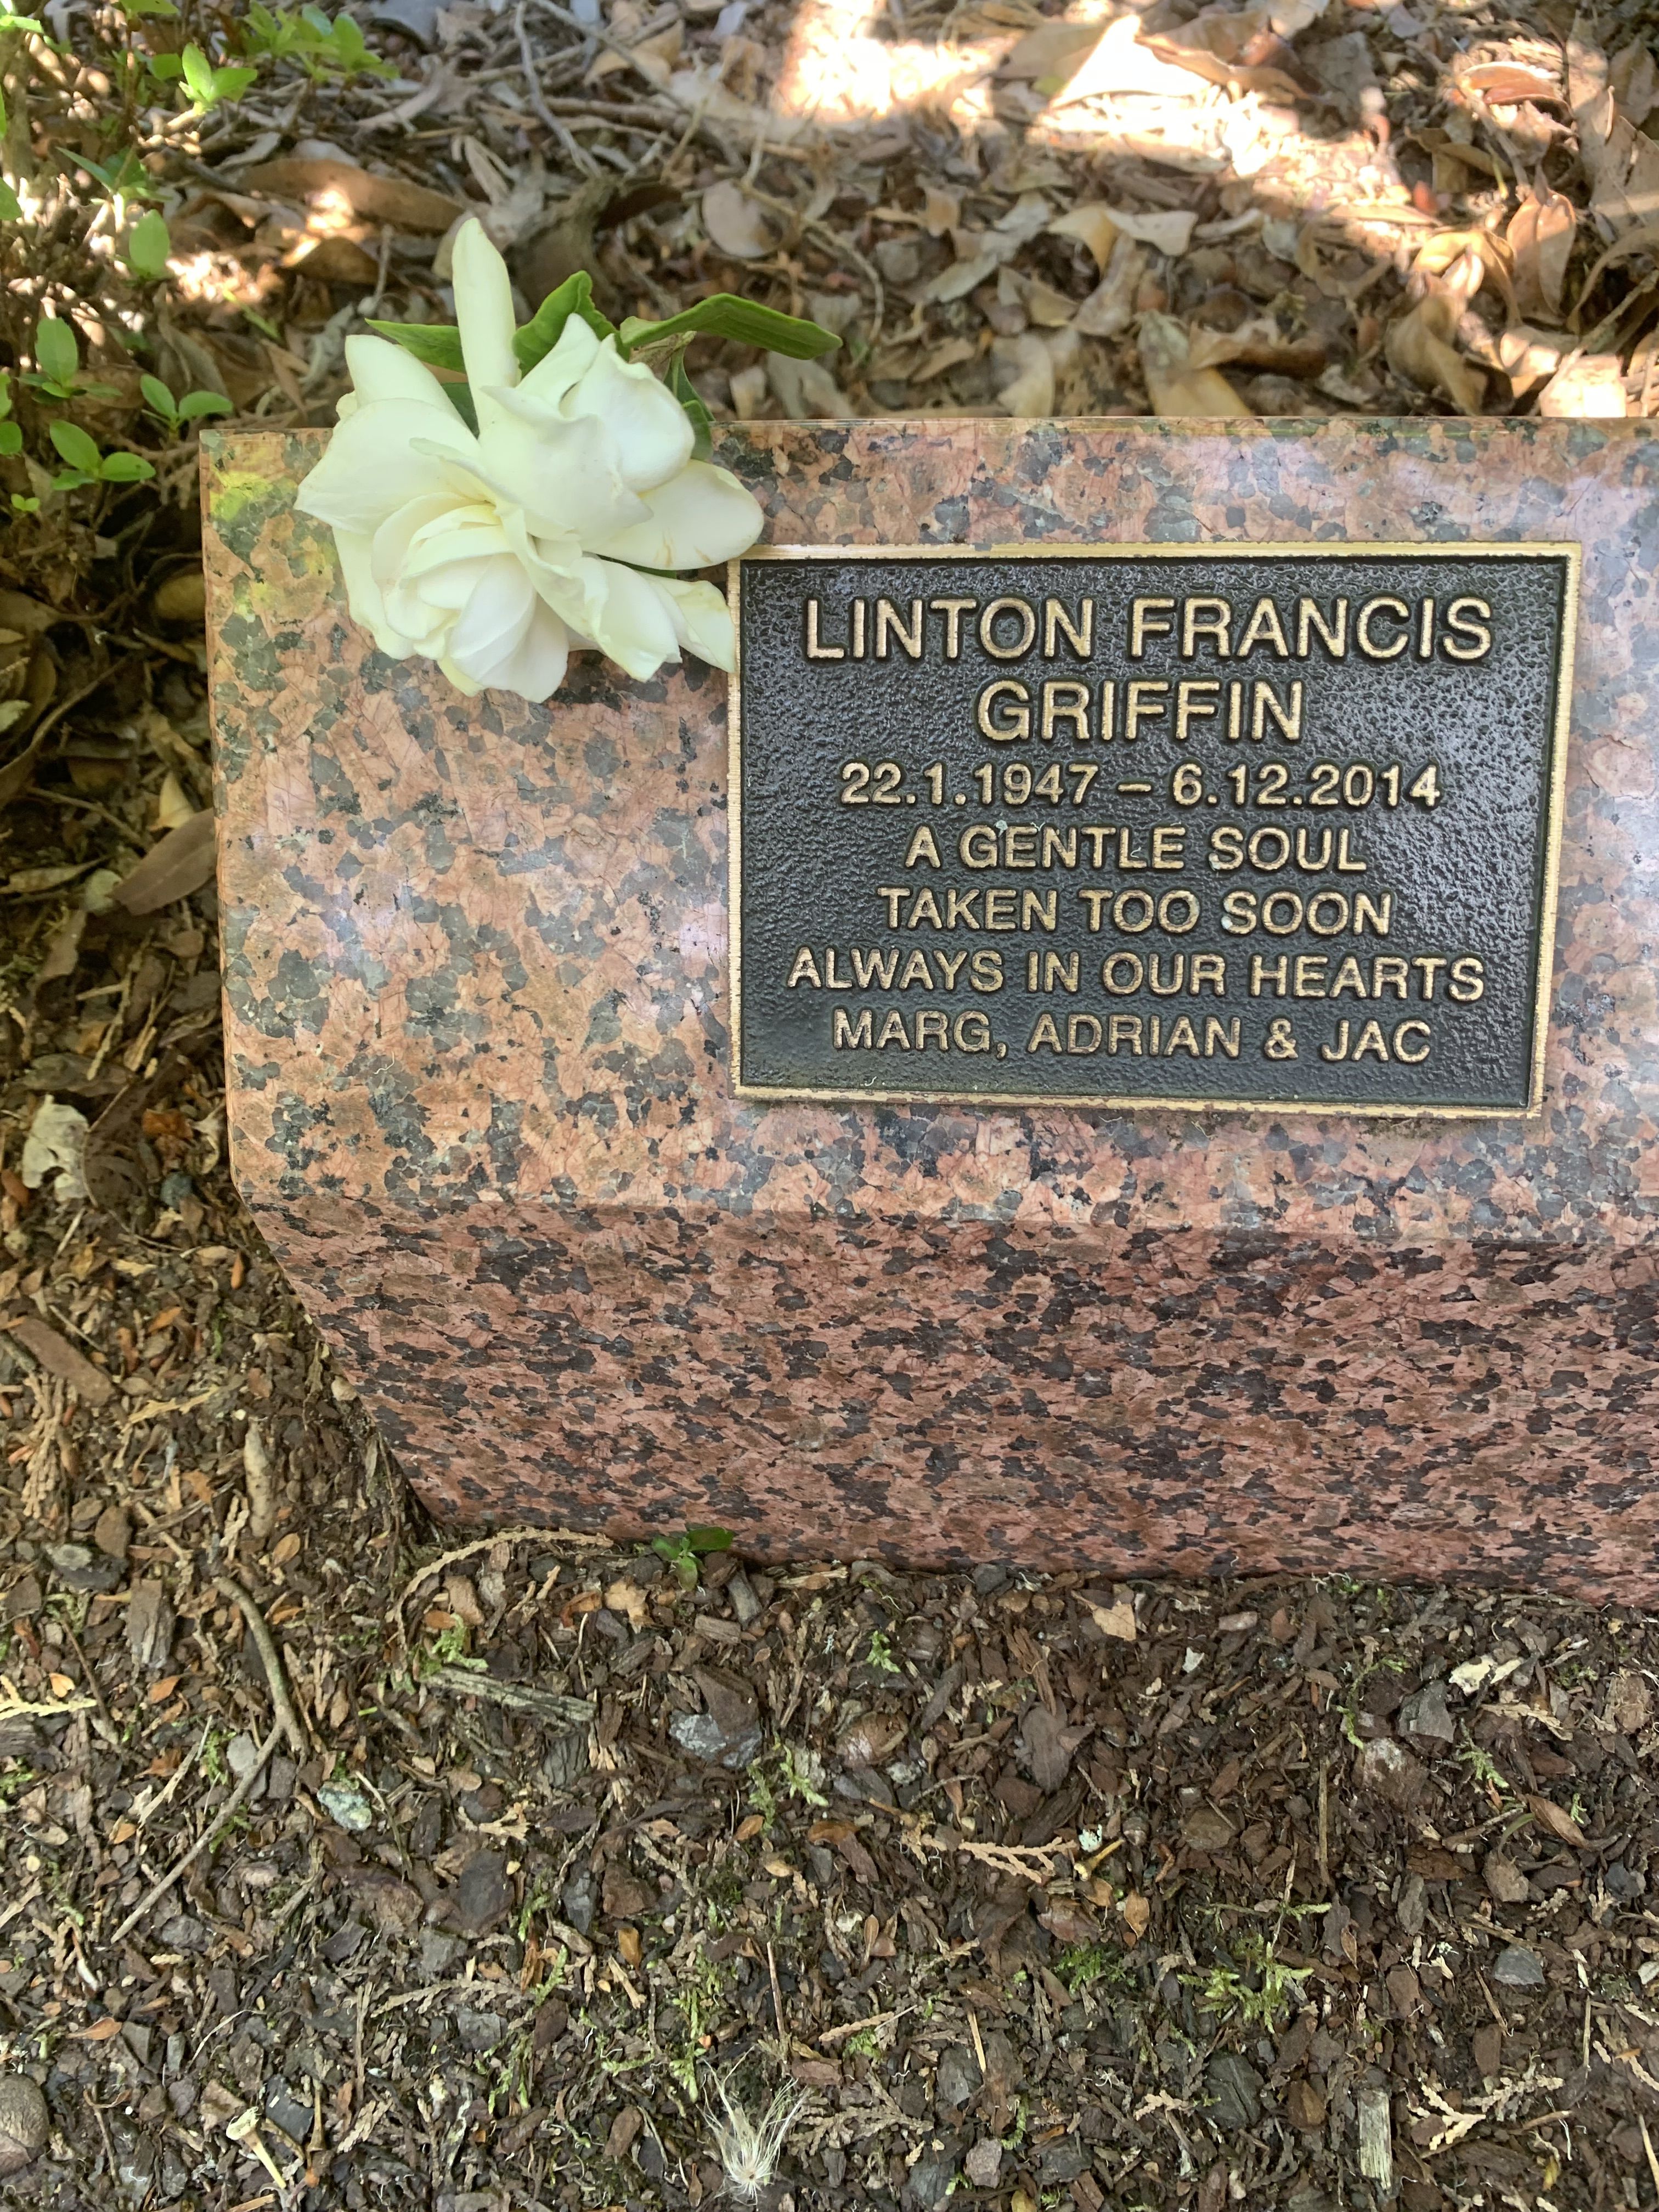 LINTON FRANCIS
GRIFFIN
22.1.1947 – 6.12.2014
A GENTLE SOUL
TAKEN TOO SOON
ALWAYS IN OUR HEARTS
MARG, ADRIAN & JAC